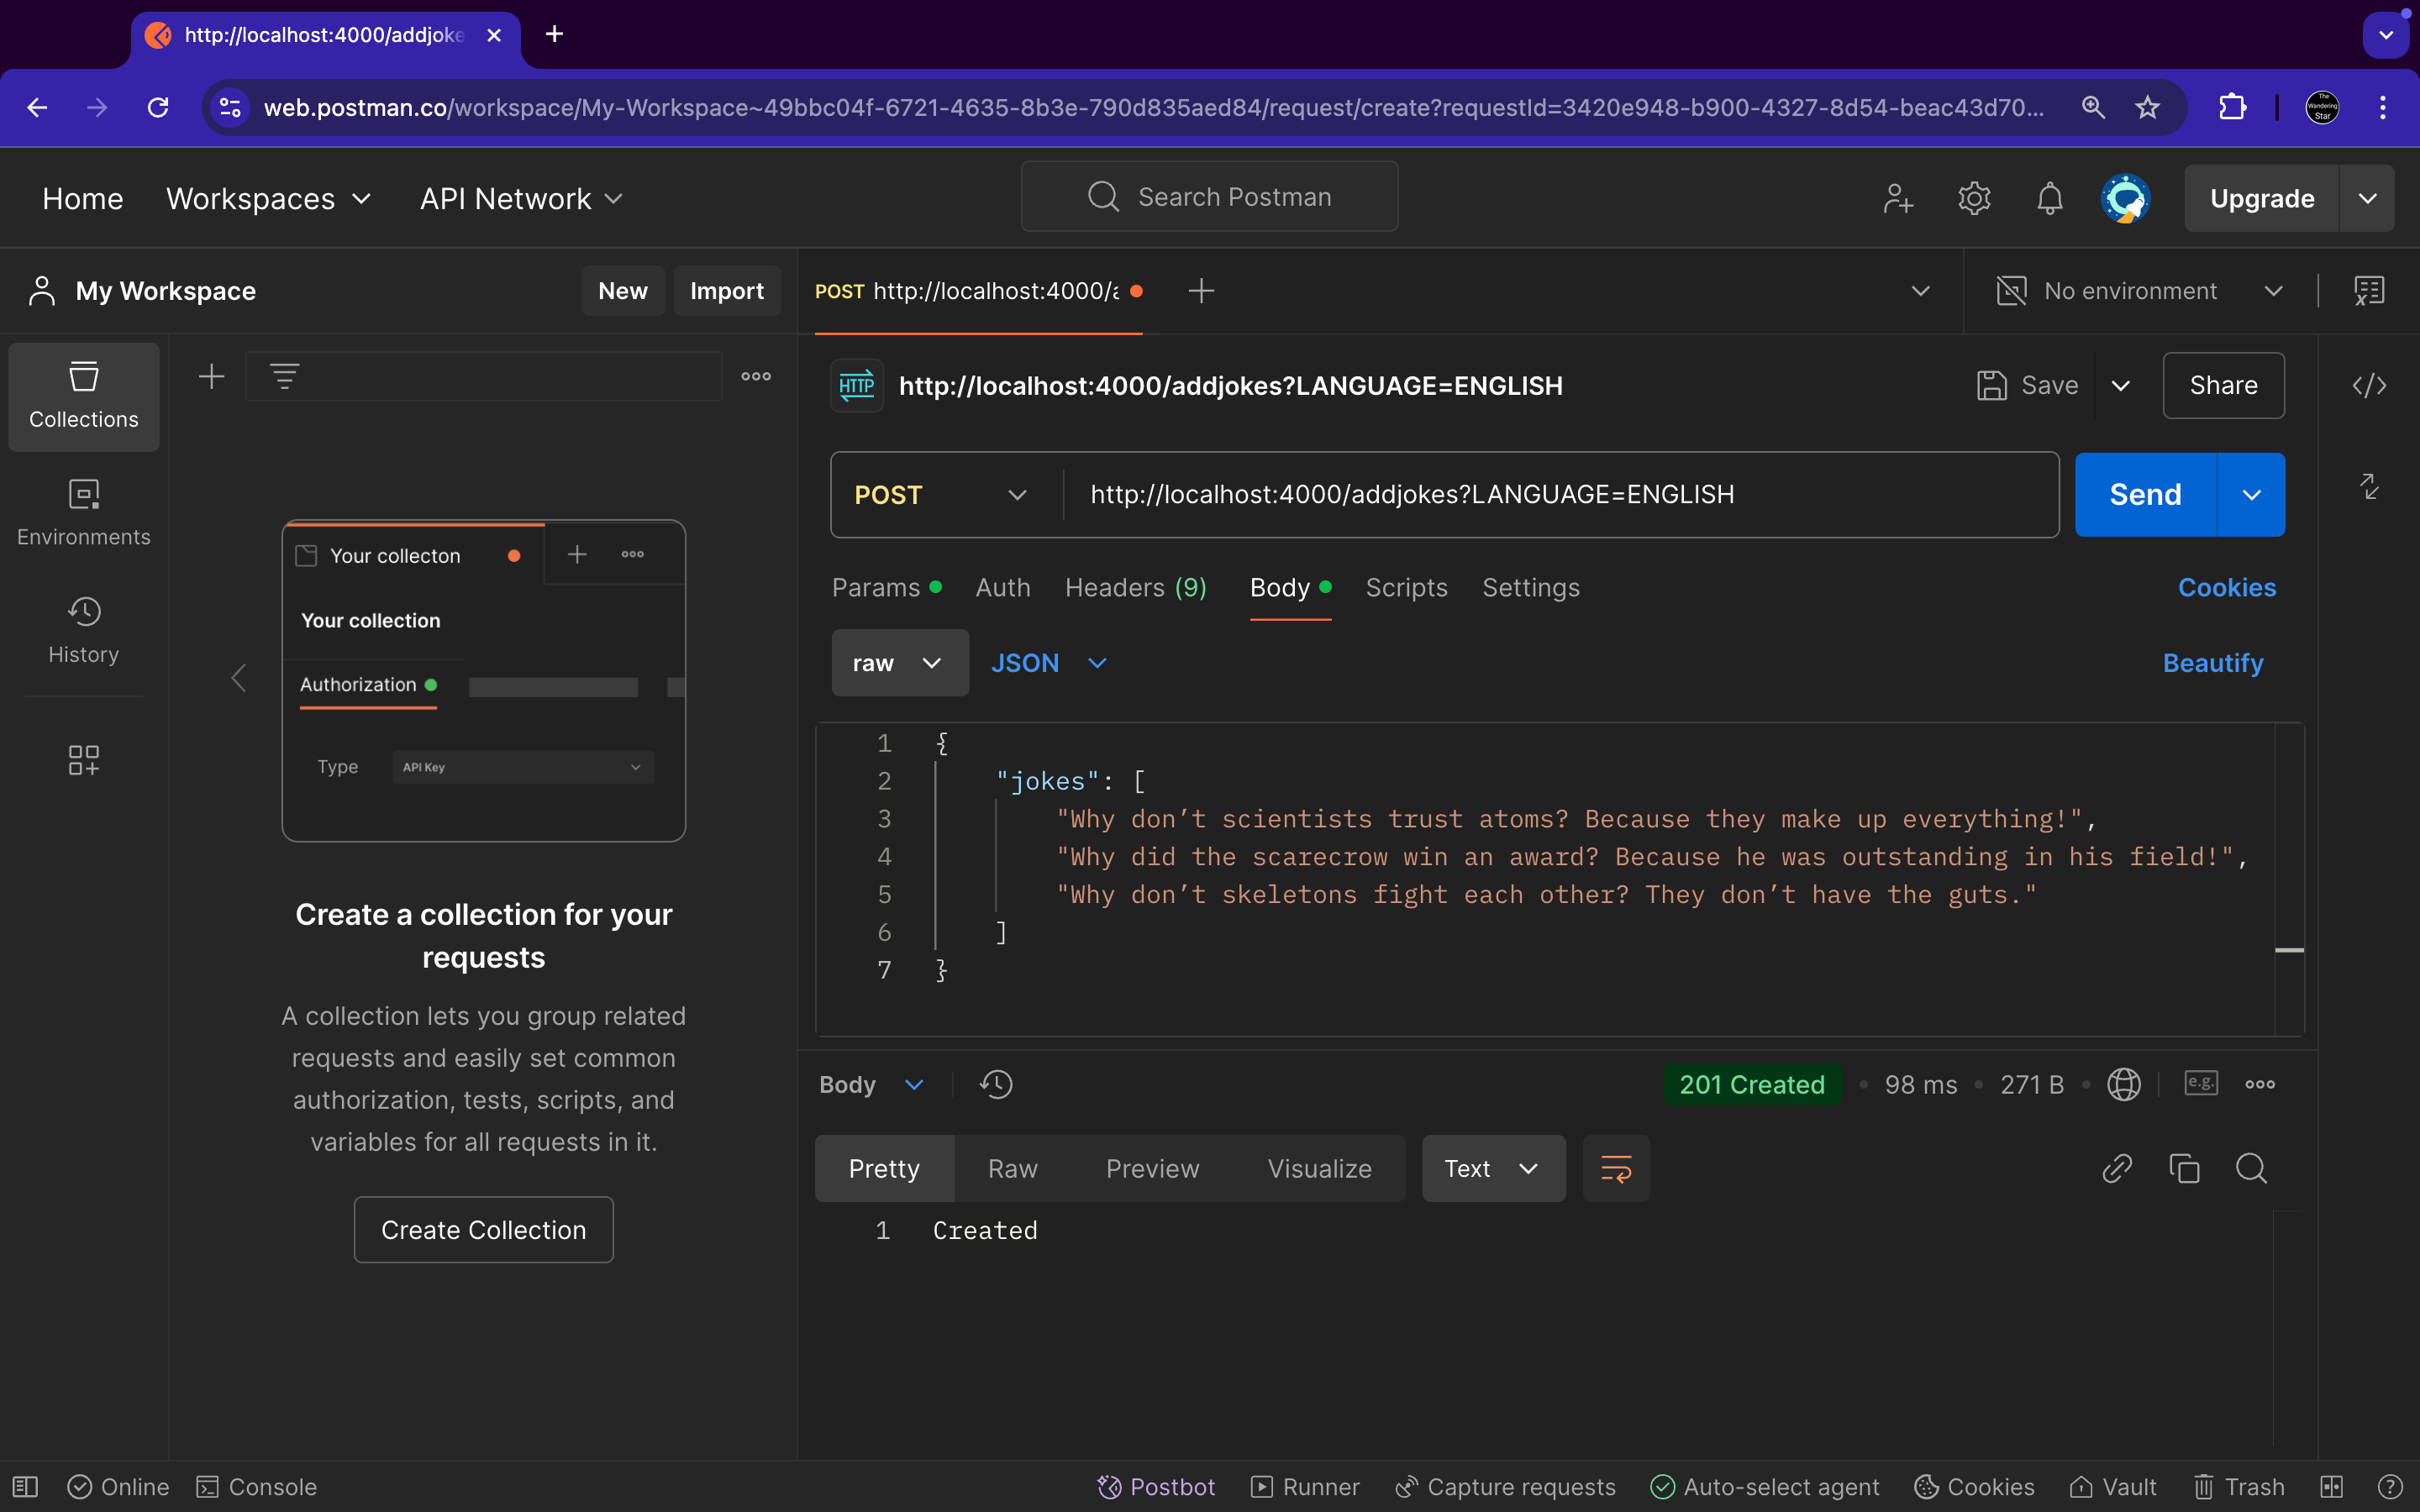 http://localhost:4000/addjoke
web.postman.co/workspace/My-Workspace~49bbc04f-6721-4635-8b3e-790d835aed84/request/create?requestId=3420e948-b900-4327-8d54-beac43d70...
The Wandering Star
Home Workspaces API Network Search Postman Upgrade
My Workspace New Import POST http://localhost:4000/a No environment
Collections
Environments
History
Your collecton
Your collection
Authorization
Type API Key
Create a collection for your
requests
A collection lets you group related
requests and easily set common
authorization, tests, scripts, and
variables for all requests in it.
Create Collection
HTTP http://localhost:4000/addjokes?LANGUAGE=ENGLISH Save Share
POST http://localhost:4000/addjokes?LANGUAGE=ENGLISH Send
Params Auth Headers (9) Body Scripts Settings Cookies
raw JSON Beautify
1 {
2 "jokes": [
3 "Why don’t scientists trust atoms? Because they make up everything!",
4 "Why did the scarecrow win an award? Because he was outstanding in his field!",
5 "Why don’t skeletons fight each other? They don’t have the guts."
6 ]
7 }
Body 201 Created • 98 ms • 271 B • e.g.
Pretty Raw Preview Visualize Text
1 Created
Online Console Postbot Runner Capture requests Auto-select agent Cookies Vault Trash